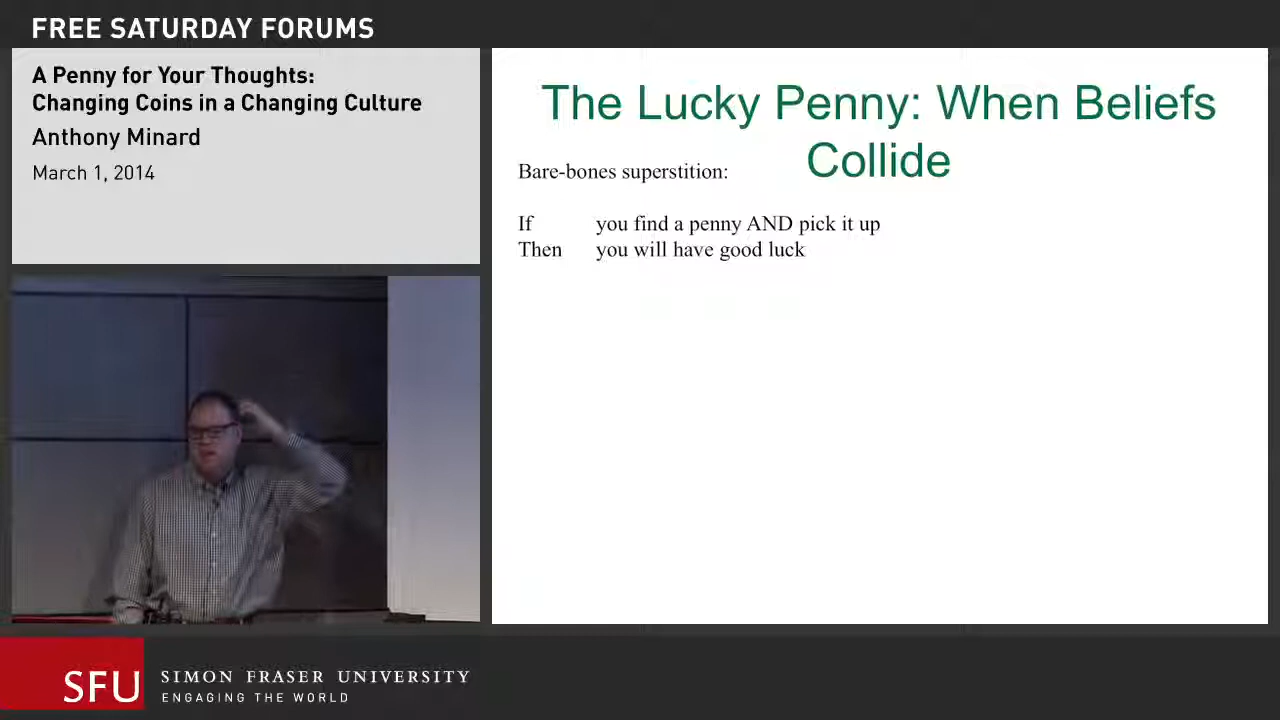 FREE SATURDAY FORUMS
A Penny for Your Thoughts:
Changing Coins in a Changing Culture
Anthony Minard
March 1, 2014
The Lucky Penny: When Beliefs
Collide
Bare-bones superstition:
If you find a penny AND pick it up
Then you will have good luck
SFU
SIMON FRASER UNIVERSITY
ENGAGING THE WORLD